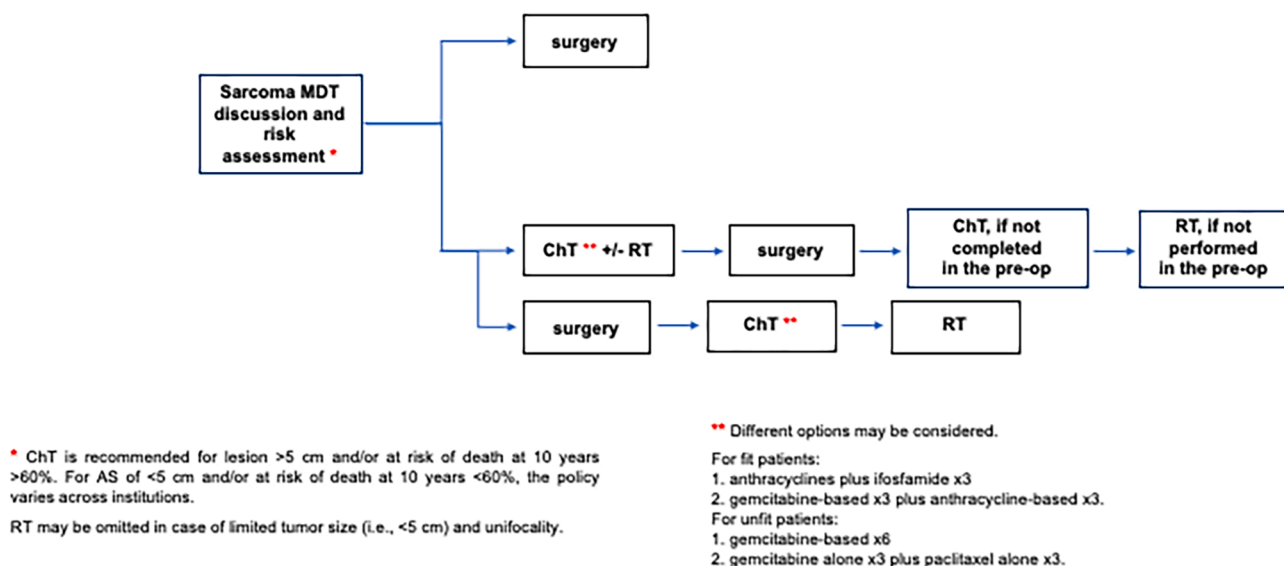 surgery
Sarcoma MDT
discussion and
risk
assessment *
ChT ** +/- RT
surgery
ChT, if not
completed
in the pre-op
RT, if not
performed
in the pre-op
surgery
ChT **
RT
* ChT is recommended for lesion >5 cm and/or at risk of death at 10 years
>60%. For AS of <5 cm and/or at risk of death at 10 years <60%, the policy
varies across institutions.
RT may be omitted in case of limited tumor size (i.e., <5 cm) and unifocality.
** Different options may be considered.
For fit patients:
1. anthracyclines plus ifosfamide x3
2. gemcitabine-based x3 plus anthracycline-based x3.
For unfit patients:
1. gemcitabine-based x6
2. gemcitabine alone x3 plus paclitaxel alone x3.